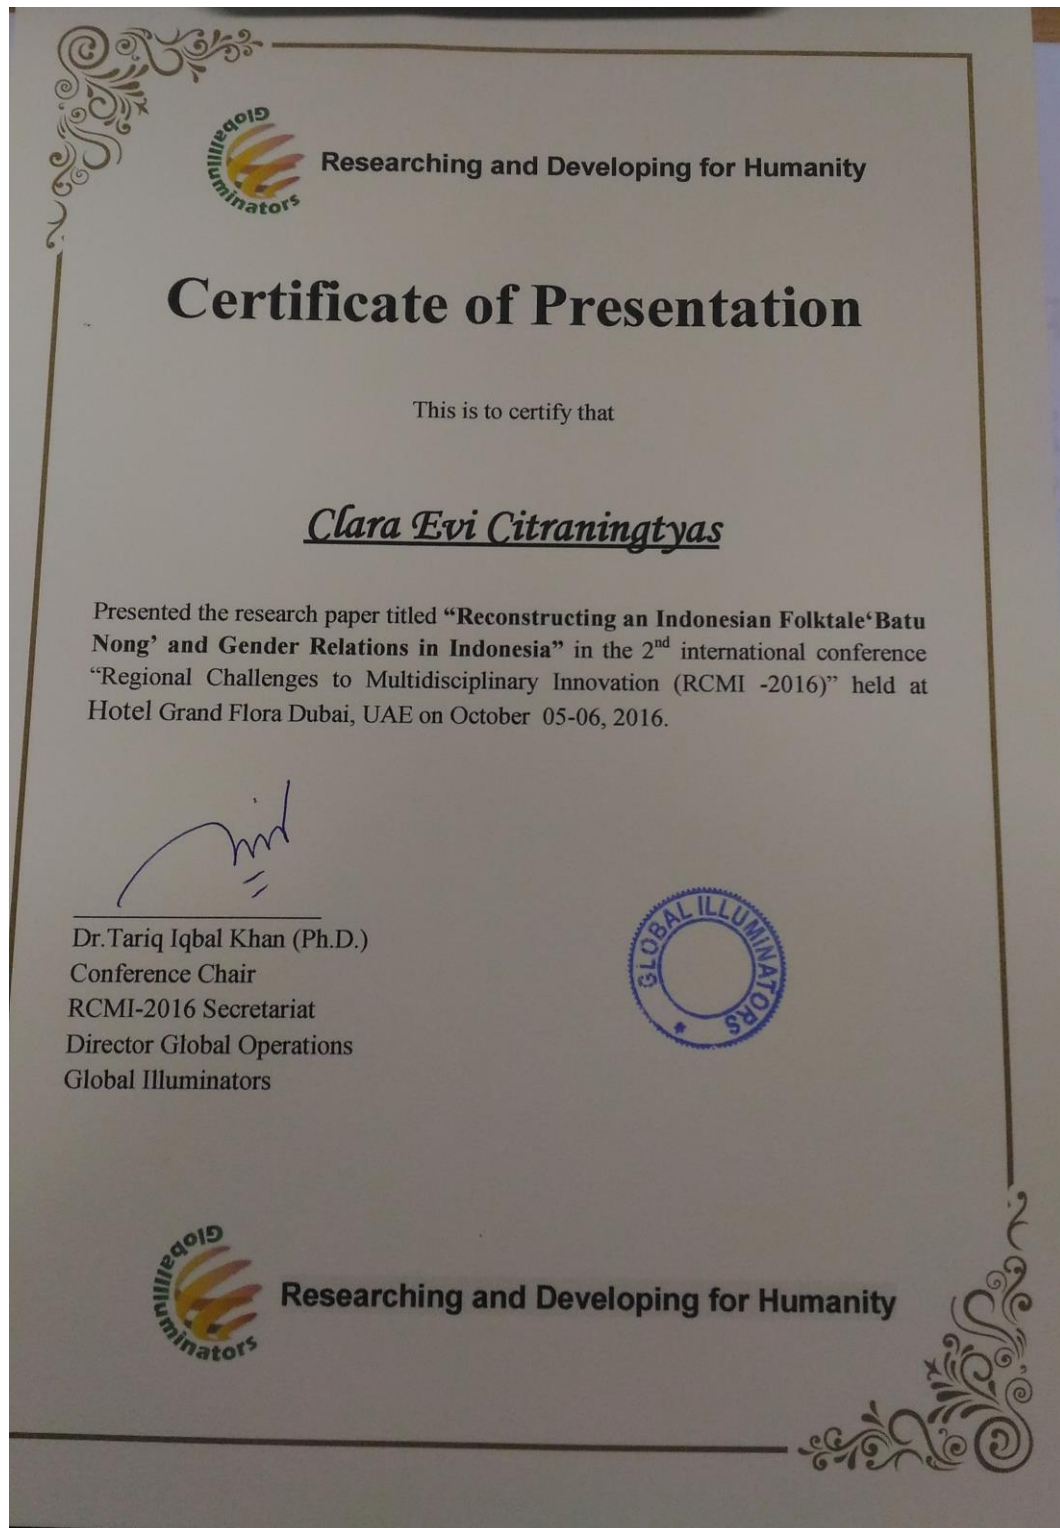 Global Illuminators
Researching and Developing for Humanity
Certificate of Presentation
This is to certify that
Clara Evi Citraningtyas
Presented the research paper titled “Reconstructing an Indonesian Folktale‘Batu
Nong’ and Gender Relations in Indonesia” in the 2nd international conference
“Regional Challenges to Multidisciplinary Innovation (RCMI -2016)” held at
Hotel Grand Flora Dubai, UAE on October 05-06, 2016.
Dr.Tariq Iqbal Khan (Ph.D.)
Conference Chair
RCMI-2016 Secretariat
Director Global Operations
Global Illuminators
GLOBAL ILLUMINATORS
Global Illuminators
Researching and Developing for Humanity